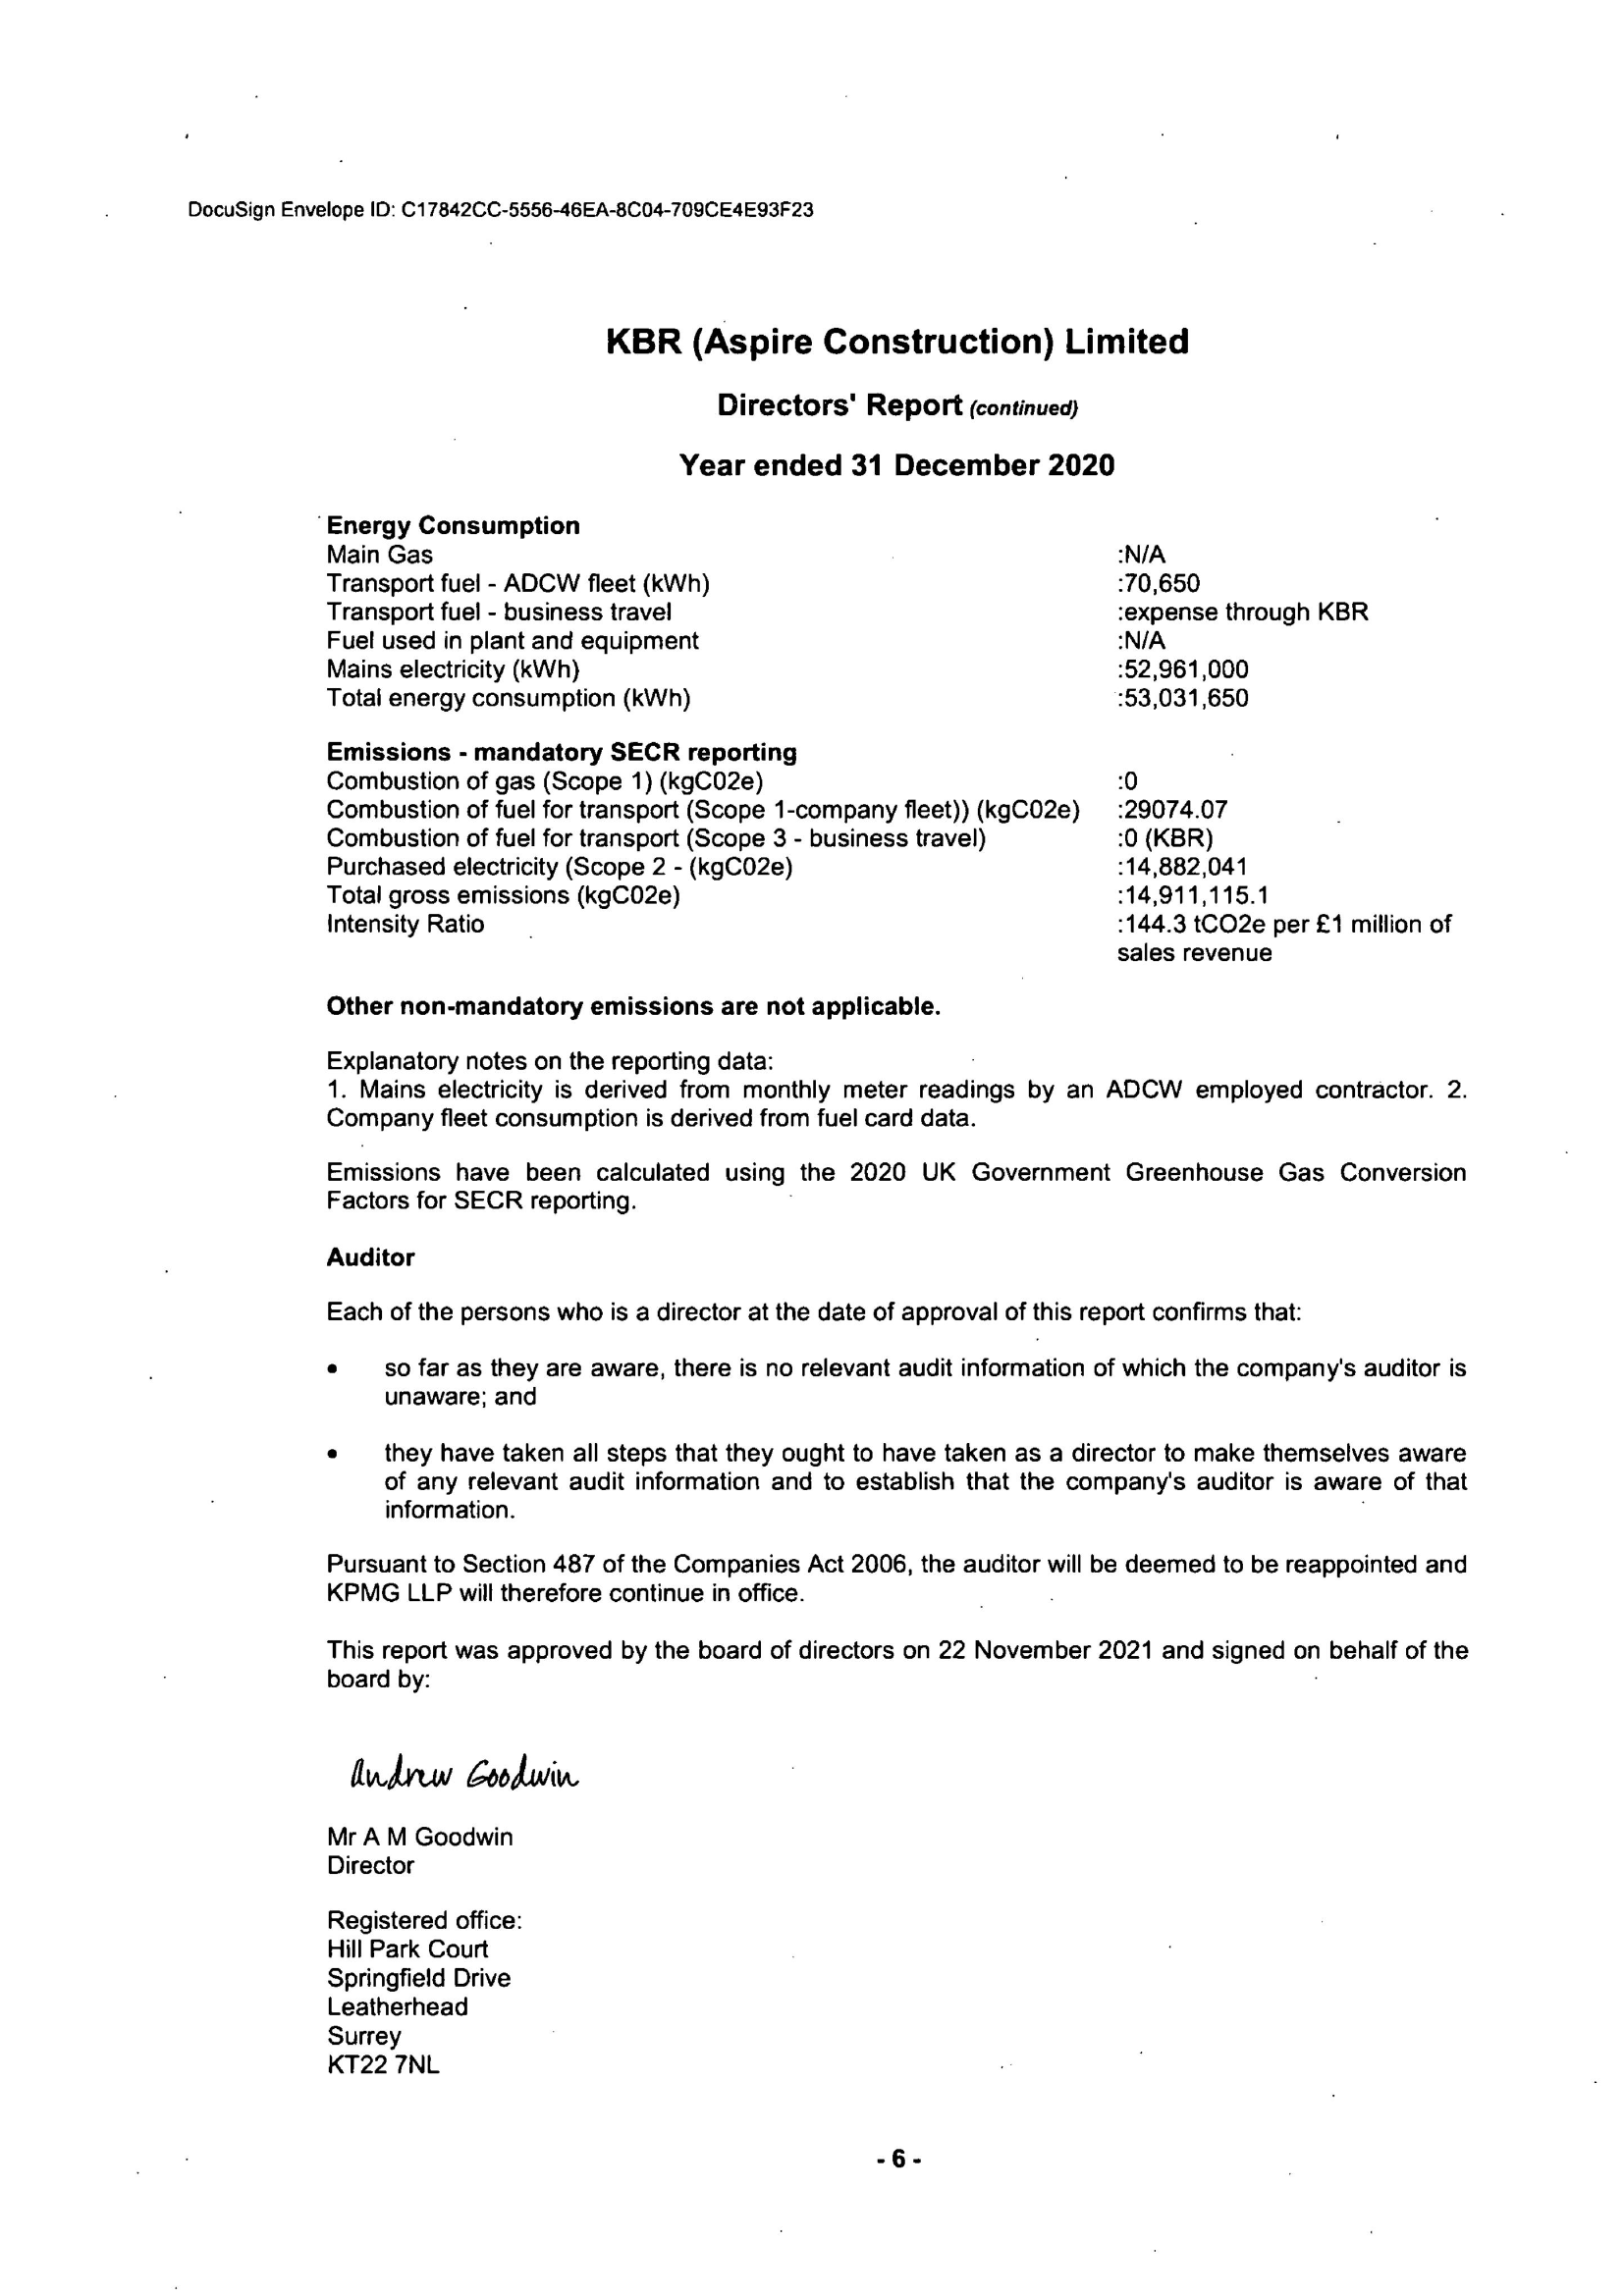 DocuSign Envelope ID: C17842CC-5556-46EA-8C04-709CE4E93F23
KBR (Aspire Construction) Limited
Directors' Report (continued)
Year ended 31 December 2020
Energy Consumption
Main Gas :N/A
Transport fuel - ADCW fleet (kWh) :70,650
Transport fuel - business travel :expense through KBR
Fuel used in plant and equipment :N/A
Mains electricity (kWh) :52,961,000
Total energy consumption (kWh) :53,031,650
Emissions - mandatory SECR reporting
Combustion of gas (Scope 1) (kgC02e) :0
Combustion of fuel for transport (Scope 1-company fleet)) (kgC02e) :29074.07
Combustion of fuel for transport (Scope 3 - business travel) :0 (KBR)
Purchased electricity (Scope 2 - (kgC02e) :14,882,041
Total gross emissions (kgC02e) :14,911,115.1
Intensity Ratio :144.3 tCO2e per £1 million of
sales revenue
Other non-mandatory emissions are not applicable.
Explanatory notes on the reporting data:
1. Mains electricity is derived from monthly meter readings by an ADCW employed contractor. 2.
Company fleet consumption is derived from fuel card data.
Emissions have been calculated using the 2020 UK Government Greenhouse Gas Conversion
Factors for SECR reporting.
Auditor
Each of the persons who is a director at the date of approval of this report confirms that:
• so far as they are aware, there is no relevant audit information of which the company's auditor is
unaware; and
• they have taken all steps that they ought to have taken as a director to make themselves aware
of any relevant audit information and to establish that the company's auditor is aware of that
information.
Pursuant to Section 487 of the Companies Act 2006, the auditor will be deemed to be reappointed and
KPMG LLP will therefore continue in office.
This report was approved by the board of directors on 22 November 2021 and signed on behalf of the
board by:
Andrew Goodwin
Mr A M Goodwin
Director
Registered office:
Hill Park Court
Springfield Drive
Leatherhead
Surrey
KT22 7NL
- 6 -